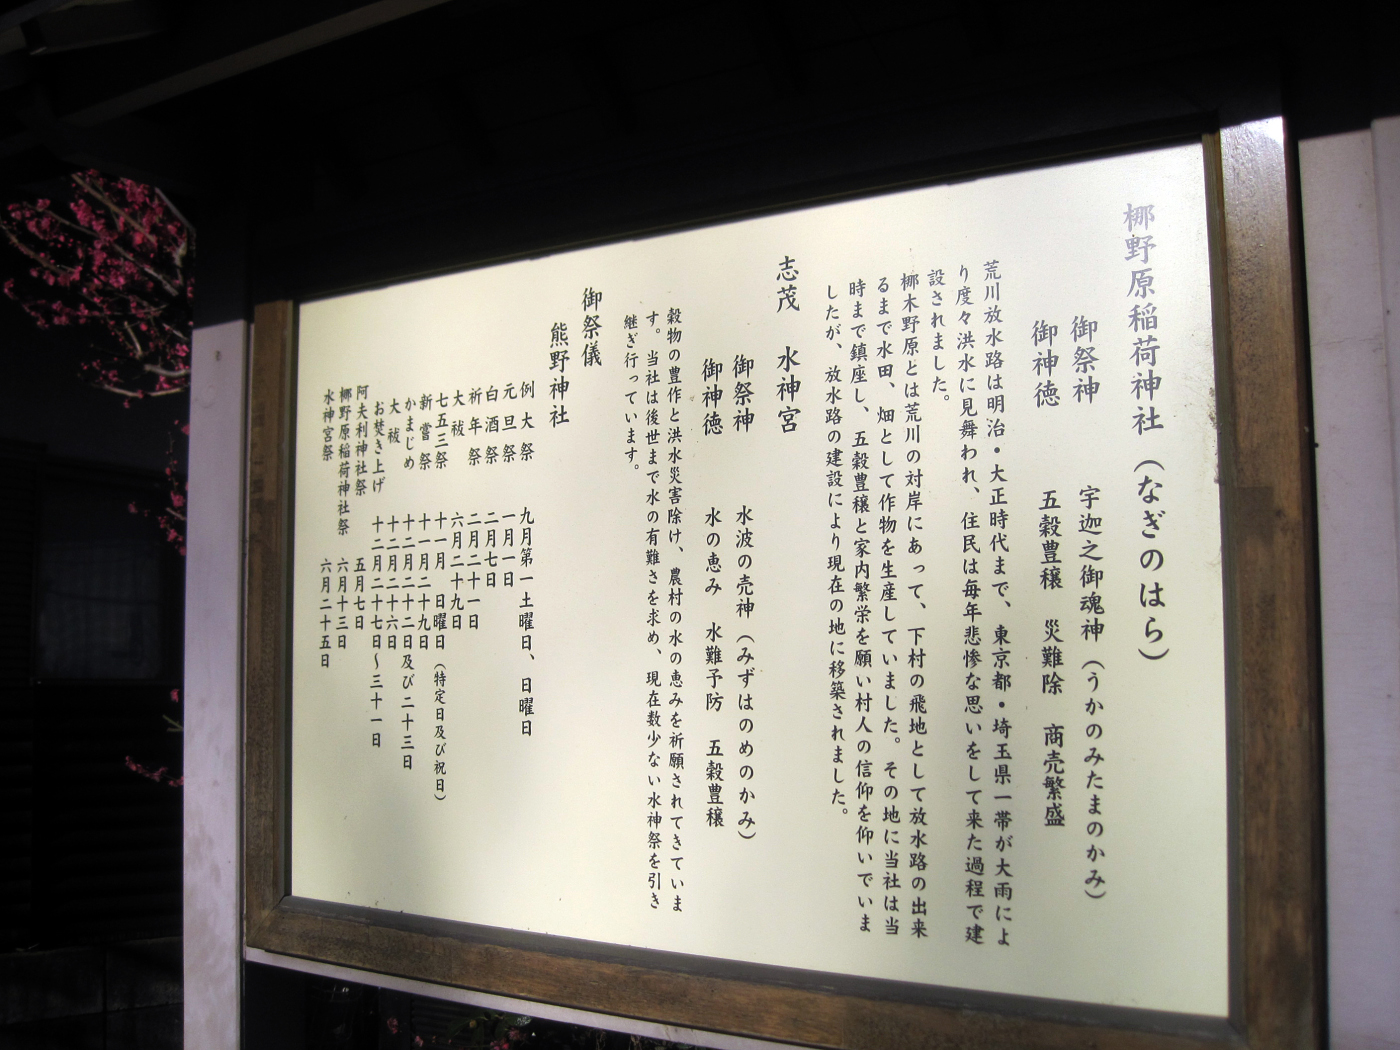 梛野原稲荷神社(なぎのはら)
御祭神 宇迦之御魂神(うかのみたまのかみ)
御神徳 五穀豊穣 災難除 商売繁盛
荒川放水路は明治・大正時代まで、東京都・埼玉県一帯が大雨によ
り度々洪水に見舞われ、住民は毎年悲惨な思いをして来た過程で建
設されました。
梛木野原とは荒川の対岸にあって、下村の飛地として放水路の出来
るまで水田、畑として作物を生産していました。その地に当社は当
時まで鎮座し、五穀豊穣と家内繁栄を願い村人の信仰を仰いでいま
したが、放水路の建設により現在の地に移築されました。
志茂 水神宮
御祭神 水波の売神(みずはのめのかみ)
御神徳 水の恵み 水難予防 五穀豊穣
穀物の豊作と洪水災害除け、農村の水の恵みを祈願されてきていま
す。当社は後世まで水の有難さを求め、現在数少ない水神祭を引き
継ぎ行っています。
御祭儀
熊野神社
例大祭 九月第一土曜日、日曜日
元旦祭 一月一日
白酒祭 二月七日
祈年祭 二月二十一日
大祓 六月二十九日
七五三祭 十一月 日曜日(特定日及び祝日)
新嘗祭 十一月二十九日
かまじめ 十二月二十二日及び二十三日
大祓 十二月二十六日
お焚き上げ 十二月二十七日~三十一日
阿夫利神社祭 五月七日
梛野原稲荷神社祭 六月十三日
水神宮祭 六月二十五日